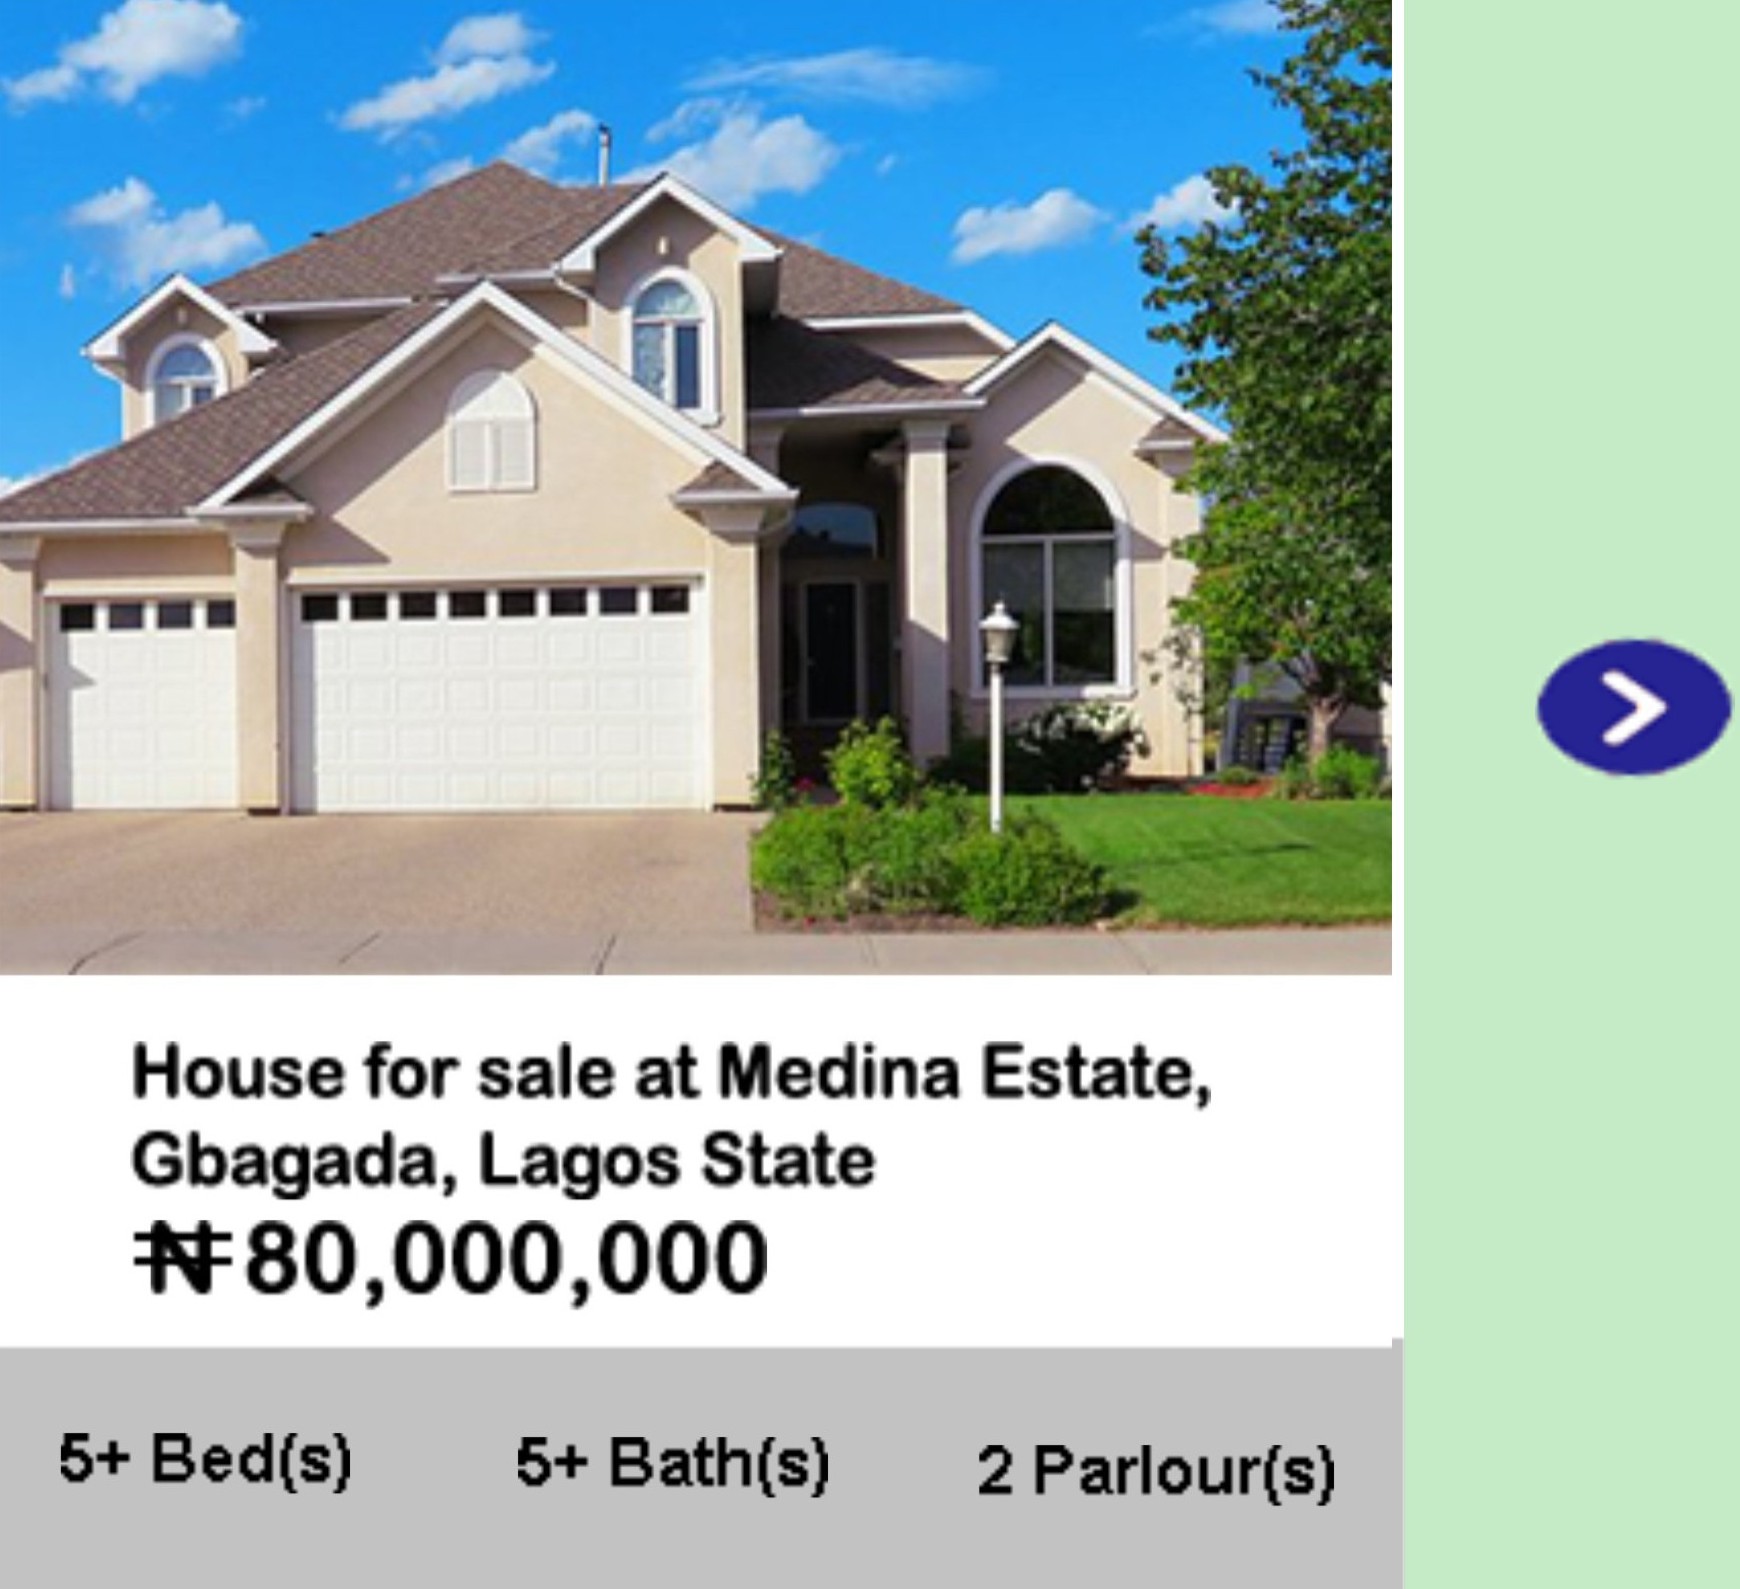 House for sale at Medina Estate,
Gbagada, Lagos State
₦80,000,000
5+ Bed(s) 5+ Bath(s) 2 Parlour(s)